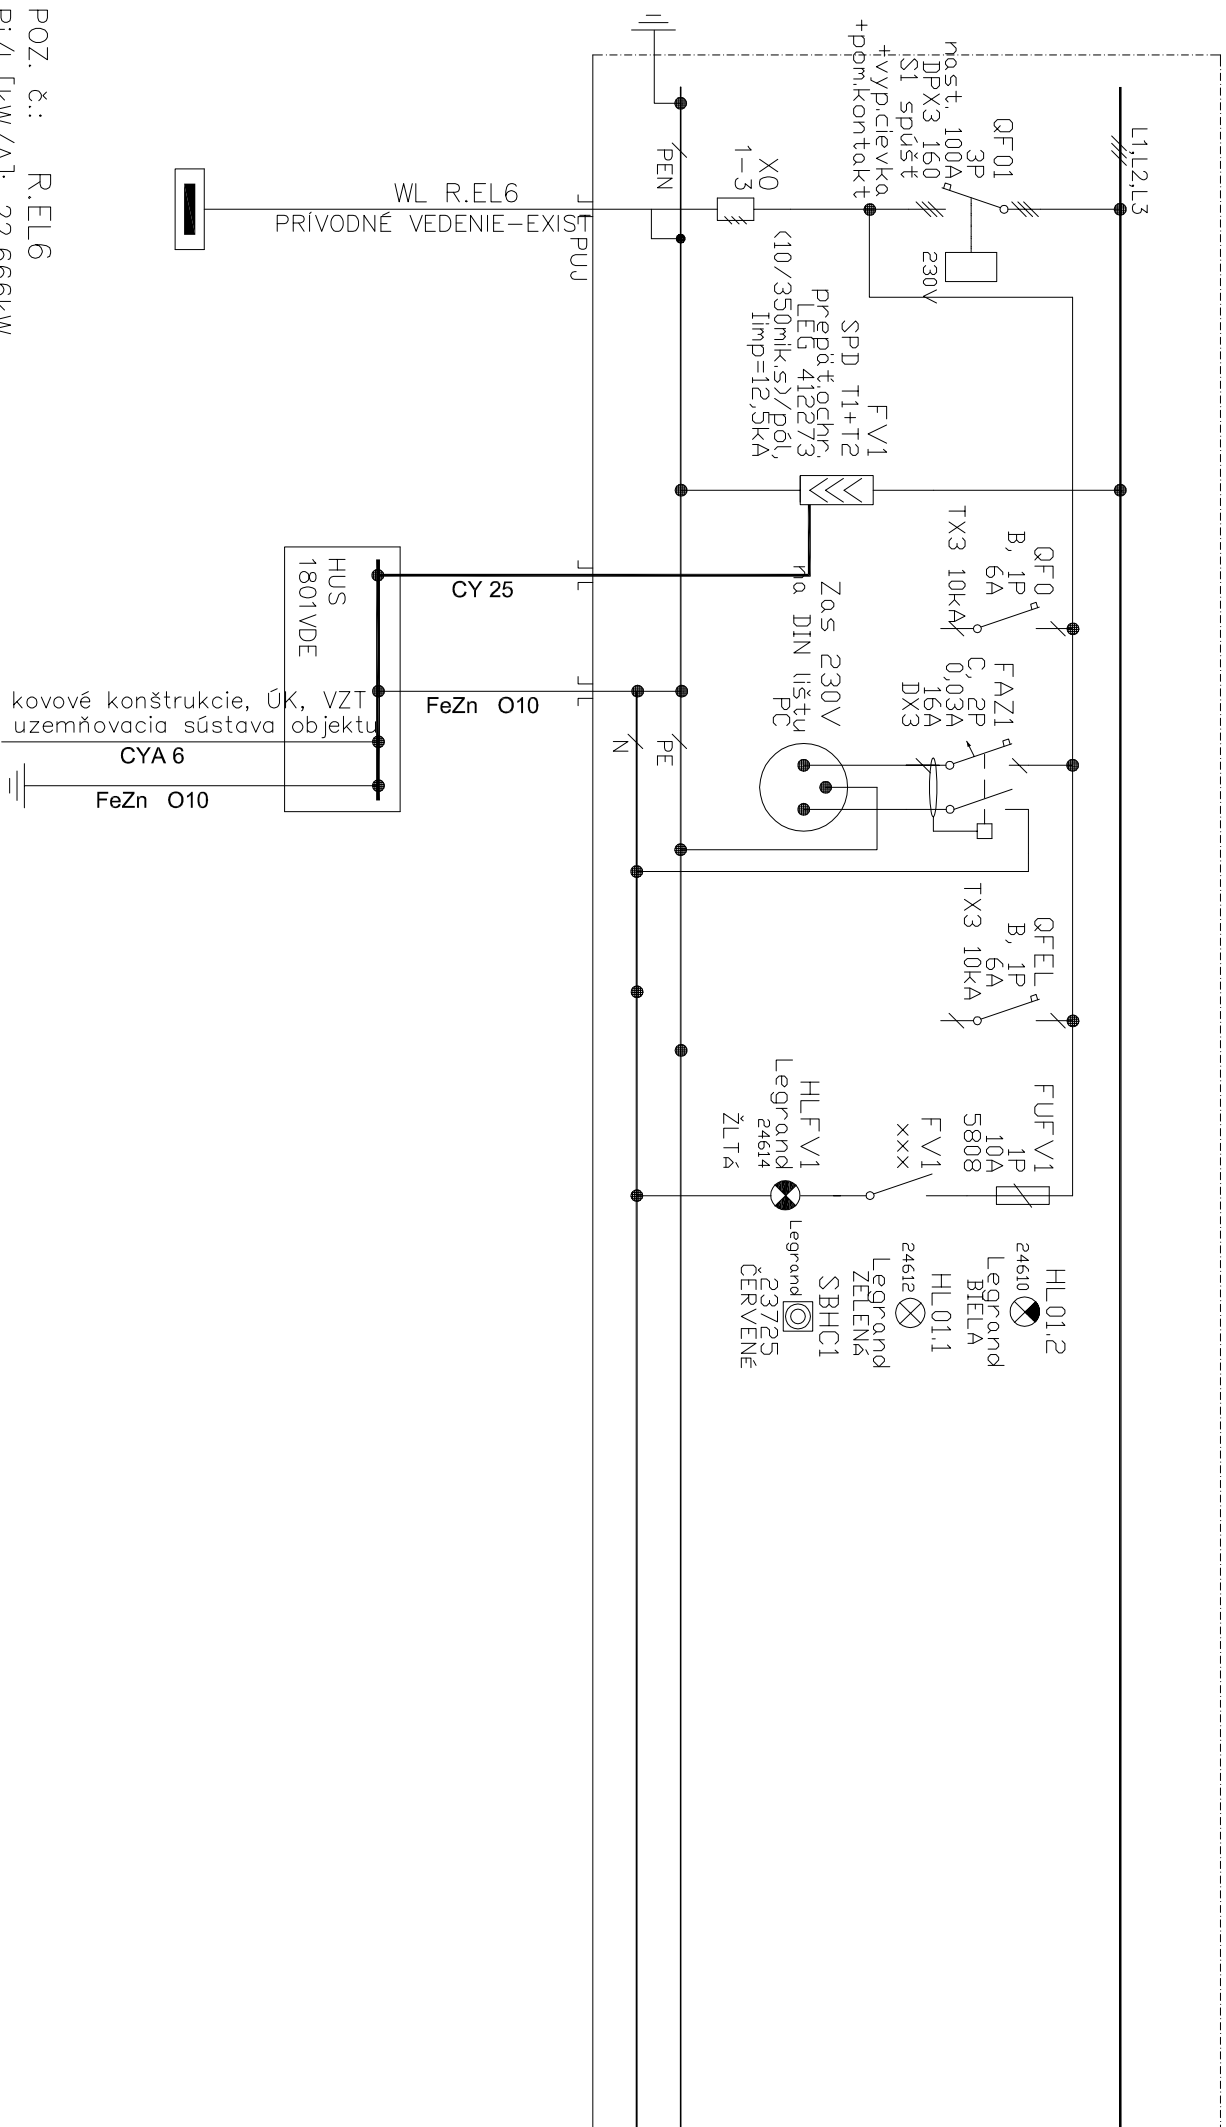 L1,L2,L3
QF01
3P
nast. 100A
DPX3 160
S1 spúšť
+vyp.cievka
+pom.kontakt
230V
PEN
X0
1-3
PUJ
WL R.EL6
PRÍVODNÉ VEDENIE-EXIST
POZ. č.: R.EL6
FV1
SPD T1+T2
prepäť.ochr.
LEG 412273
(10/350mik.s)/pól,
Iimp=12,5kA
QF0
B, 1P
6A
TX3 10kA
FAZ1
C, 2P
0,03A
16A
DX3
Zas 230V
na DIN lištu
PC
PE
N
HUS
1801VDE
CY 25
FeZn O10
kovové konštrukcie, ÚK, VZT
uzemňovacia sústava objektu
CYA 6
FeZn O10
QFEL
B, 1P
6A
TX3 10kA
FUFV1
1P
10A
5808
FV1
xxx
HLFV1
Legrand
24614
ŽLTÁ
HL01.2
24610
Legrand
BIELA
HL01.1
24612
Legrand
ZELENÁ
SBHC1
Legrand
23725
ČERVENÉ